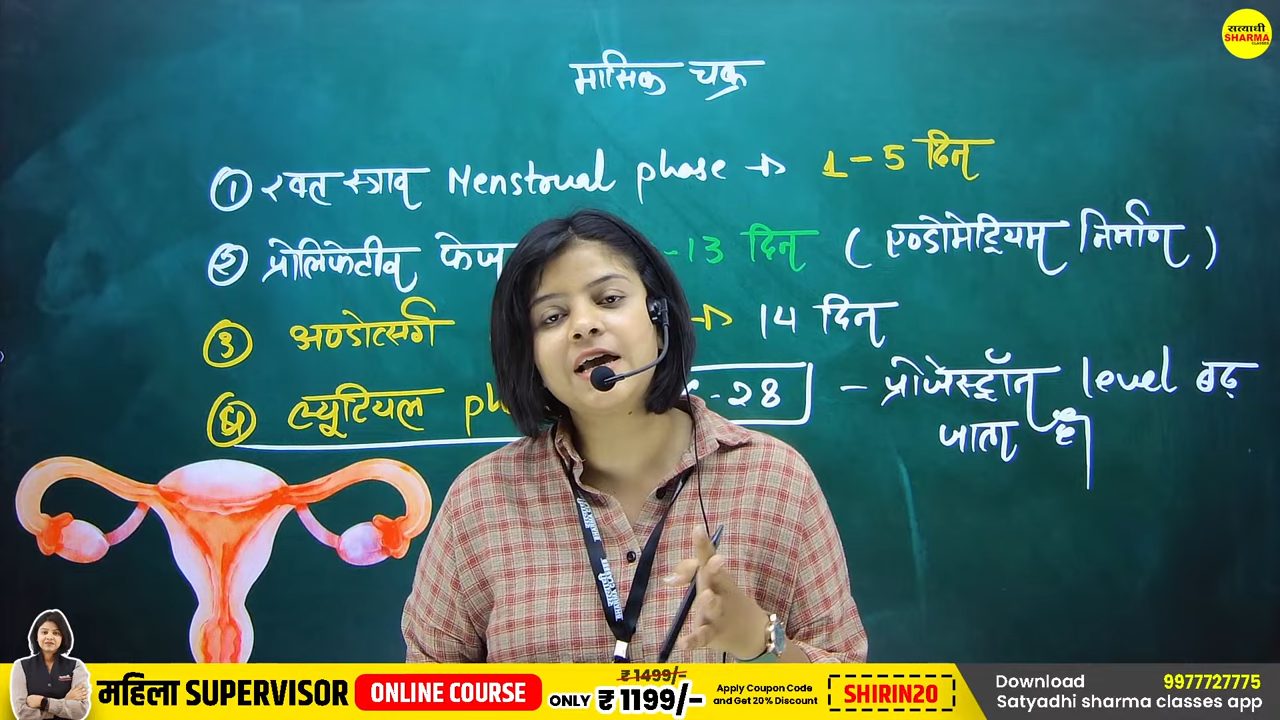 सत्याधी
SHARMA
CLASSES
मासिक चक्र
① रक्त स्त्राव Menstrual phase → 1-5 दिन
② प्रोलिफेटीव फेज -13 दिन ( एण्डोमेट्रियम निर्माण )
③ अण्डोत्सर्ग → 14 दिन
④ ल्यूटियल -28 – प्रोजेस्ट्रॉन level बढ़
जाता है|
महिला SUPERVISOR ONLINE COURSE
₹ 1499/-
ONLY ₹ 1199/-
Apply Coupon Code
and Get 20% Discount
SHIRIN20
Download 9977727775
Satyadhi sharma classes app